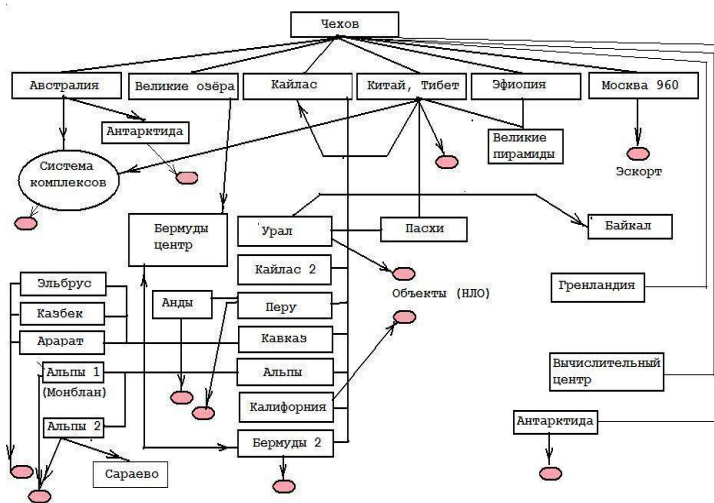 Чехов
Австралия
Великие озёра
Кайлас
Китай, Тибет
Эфиопия
Москва 960
Антарктида
Великие
пирамиды
Эскорт
Система
комплексов
Бермуды
центр
Урал
Пасхи
Байкал
Кайлас 2
Эльбрус
Анды
Перу
Объекты (НЛО)
Гренландия
Казбек
Арарат
Кавказ
Альпы 1
(Монблан)
Альпы
Вычислительный
центр
Калифорния
Альпы 2
Антарктида
Бермуды 2
Сараево